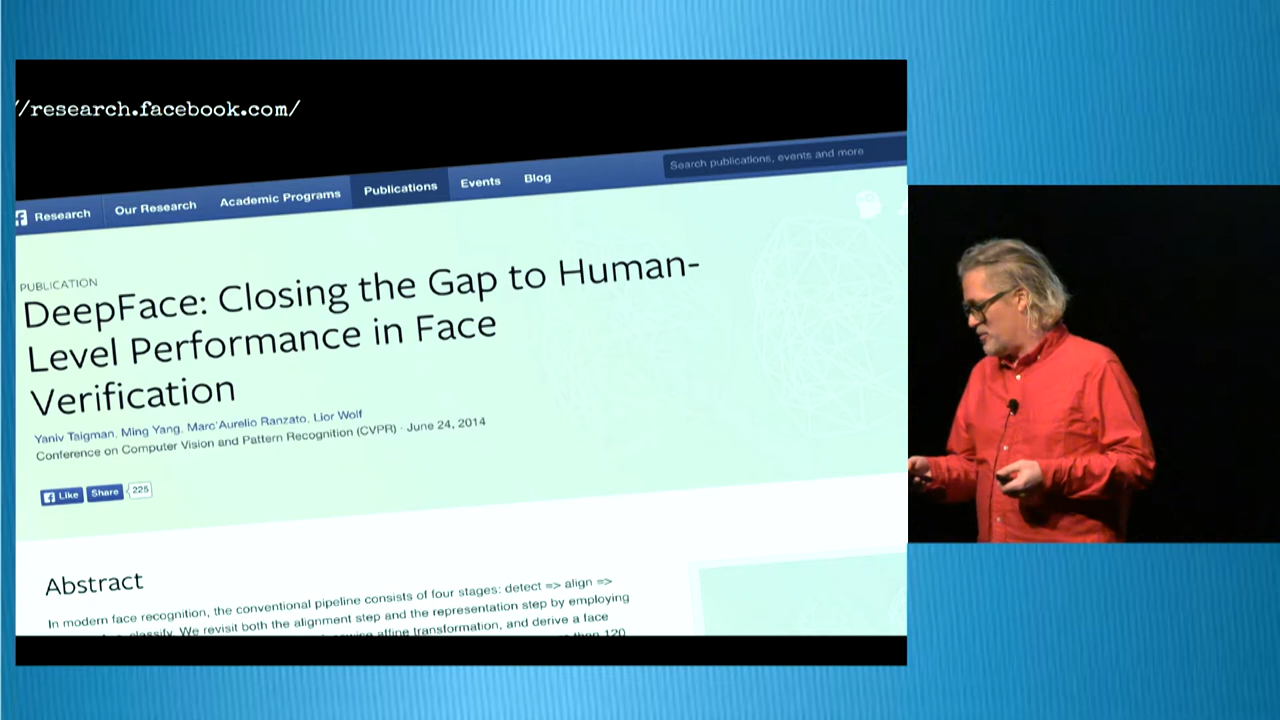 //research.facebook.com/
Research Our Research Academic Programs Publications Events Blog Search publications, events and more
PUBLICATION
DeepFace: Closing the Gap to Human-
Level Performance in Face
Verification
Yaniv Taigman, Ming Yang, Marc'Aurelio Ranzato, Lior Wolf
Conference on Computer Vision and Pattern Recognition (CVPR) · June 24, 2014
Like Share 225
Abstract
In modern face recognition, the conventional pipeline consists of four stages: detect => align =>
classify. We revisit both the alignment step and the representation step by employing
affine transformation, and derive a face
than 120